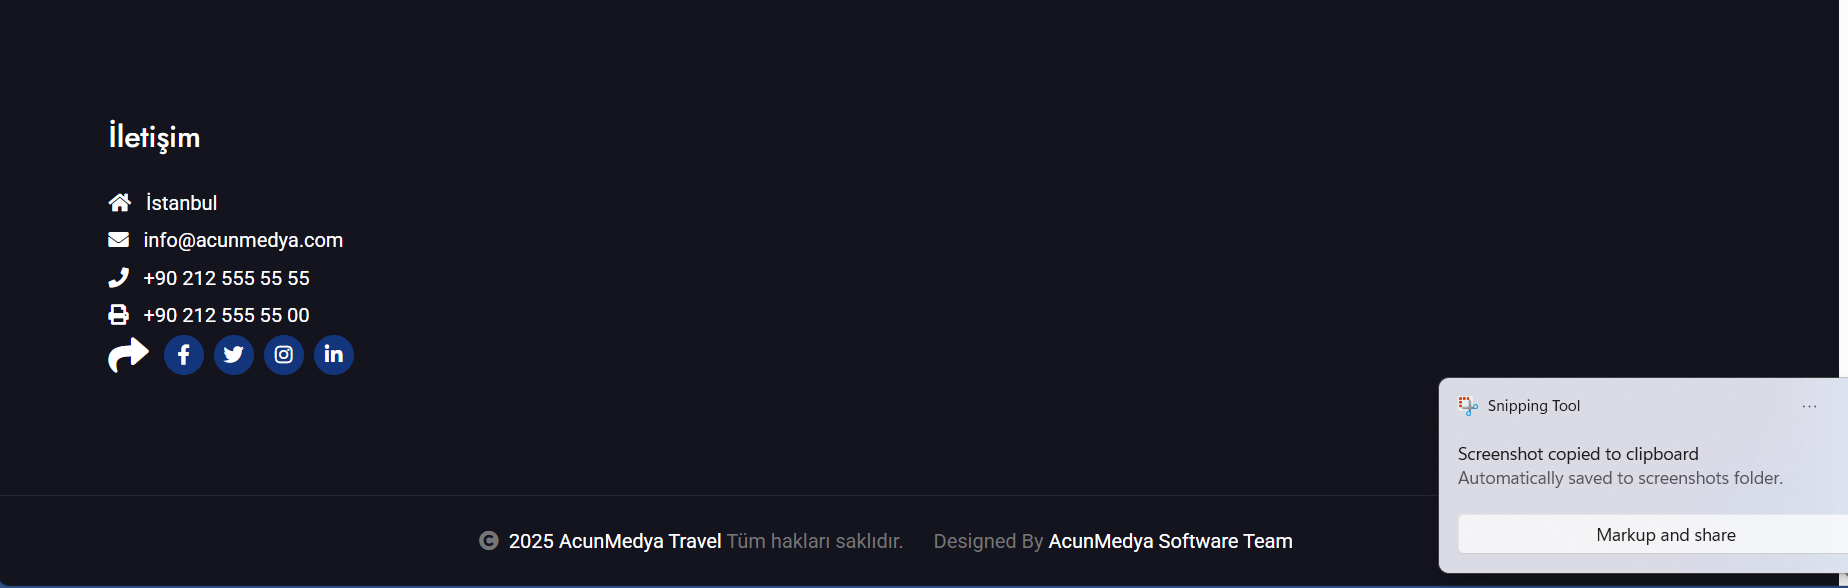 İletişim
İstanbul
info@acunmedya.com
+90 212 555 55 55
+90 212 555 55 00
Snipping Tool
Screenshot copied to clipboard
Automatically saved to screenshots folder.
Markup and share
© 2025 AcunMedya Travel Tüm hakları saklıdır. Designed By AcunMedya Software Team